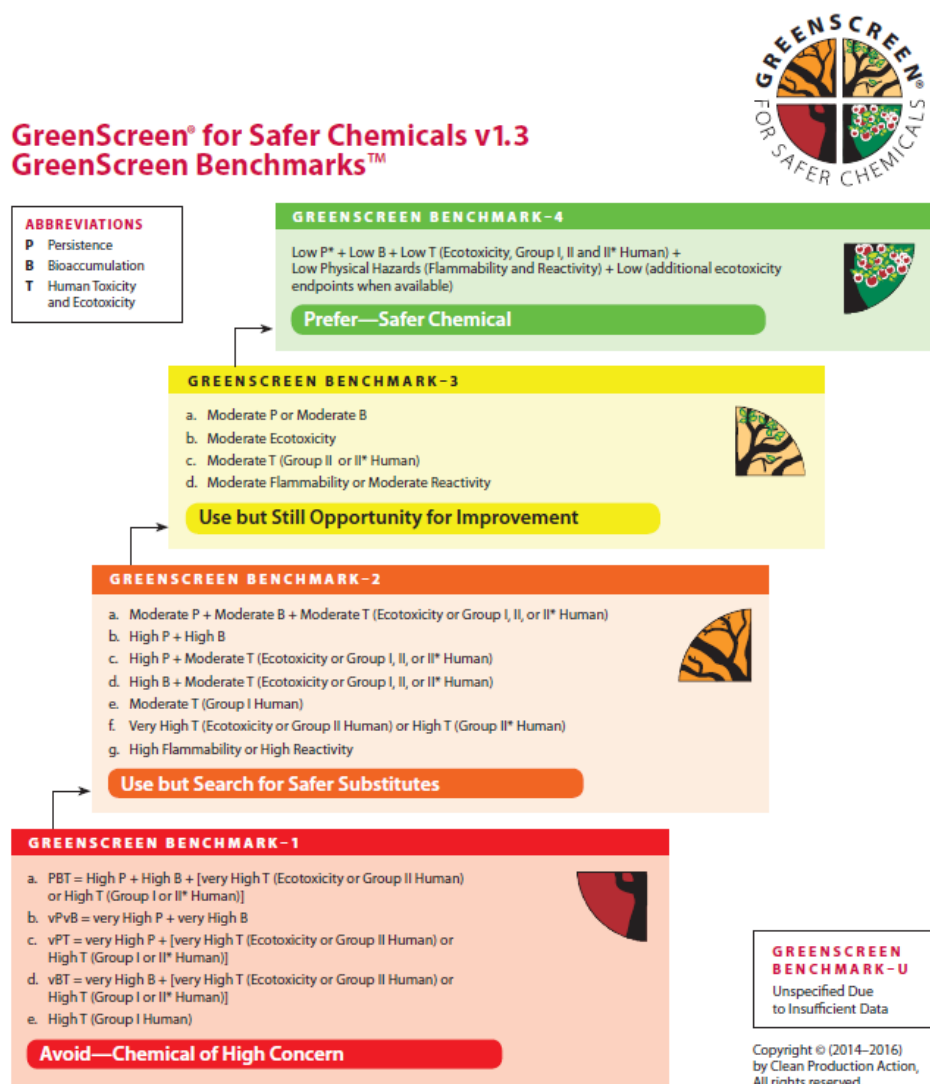 GREENSCREEN®
FOR SAFER CHEMICALS
GreenScreen® for Safer Chemicals v1.3
GreenScreen Benchmarks™
ABBREVIATIONS
P Persistence
B Bioaccumulation
T Human Toxicity
and Ecotoxicity
GREENSCREEN BENCHMARK–4
Low P* + Low B + Low T (Ecotoxicity, Group I, II and II* Human) +
Low Physical Hazards (Flammability and Reactivity) + Low (additional ecotoxicity
endpoints when available)
Prefer—Safer Chemical
GREENSCREEN BENCHMARK–3
a. Moderate P or Moderate B
b. Moderate Ecotoxicity
c. Moderate T (Group II or II* Human)
d. Moderate Flammability or Moderate Reactivity
Use but Still Opportunity for Improvement
GREENSCREEN BENCHMARK–2
a. Moderate P + Moderate B + Moderate T (Ecotoxicity or Group I, II, or II* Human)
b. High P + High B
c. High P + Moderate T (Ecotoxicity or Group I, II, or II* Human)
d. High B + Moderate T (Ecotoxicity or Group I, II, or II* Human)
e. Moderate T (Group I Human)
f. Very High T (Ecotoxicity or Group II Human) or High T (Group II* Human)
g. High Flammability or High Reactivity
Use but Search for Safer Substitutes
GREENSCREEN BENCHMARK–1
a. PBT = High P + High B + [very High T (Ecotoxicity or Group II Human)
or High T (Group I or II* Human)]
b. vPvB = very High P + very High B
c. vPT = very High P + [very High T (Ecotoxicity or Group II Human) or
High T (Group I or II* Human)]
d. vBT = very High B + [very High T (Ecotoxicity or Group II Human) or
High T (Group I or II* Human)]
e. High T (Group I Human)
Avoid—Chemical of High Concern
GREENSCREEN
BENCHMARK–U
Unspecified Due
to Insufficient Data
Copyright © (2014–2016)
by Clean Production Action,
All rights reserved